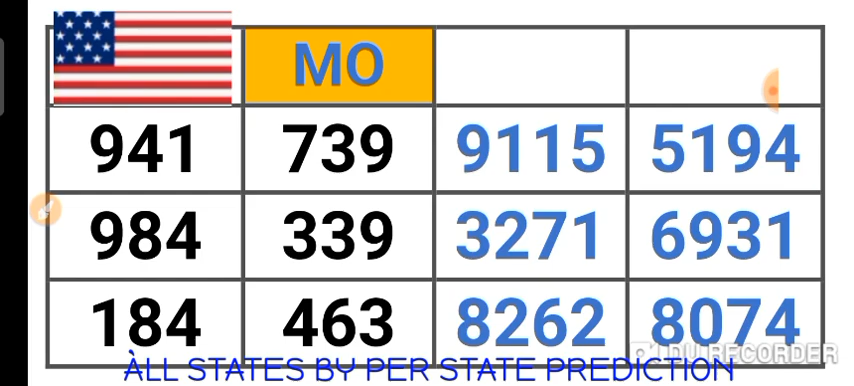 MO
941 739 9115 5194
984 339 3271 6931
184 463 8262 8074
DU RECORDER
ÀLL STATES BY PER STATE PREDICTION